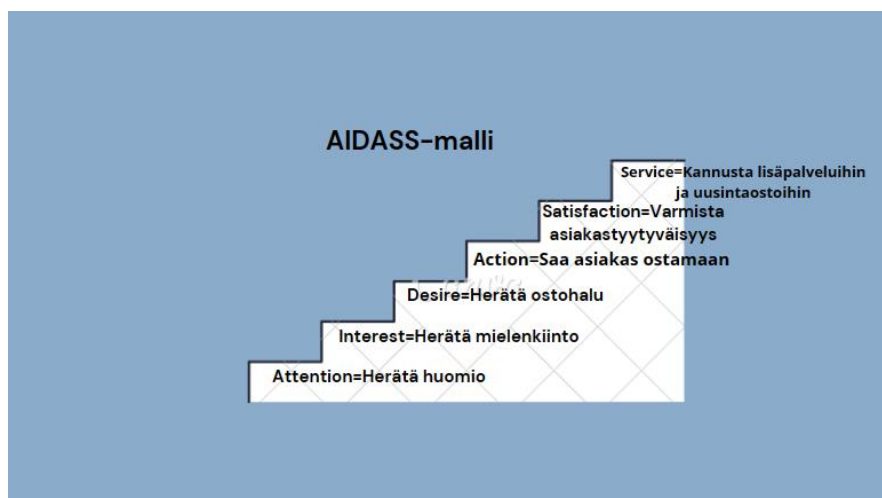 AIDASS-malli
Service=Kannusta lisäpalveluihin
ja uusintaostoihin
Satisfaction=Varmista
asiakastyytyväisyys
Action=Saa asiakas ostamaan
Desire=Herätä ostohalu
Interest=Herätä mielenkiinto
Attention=Herätä huomio